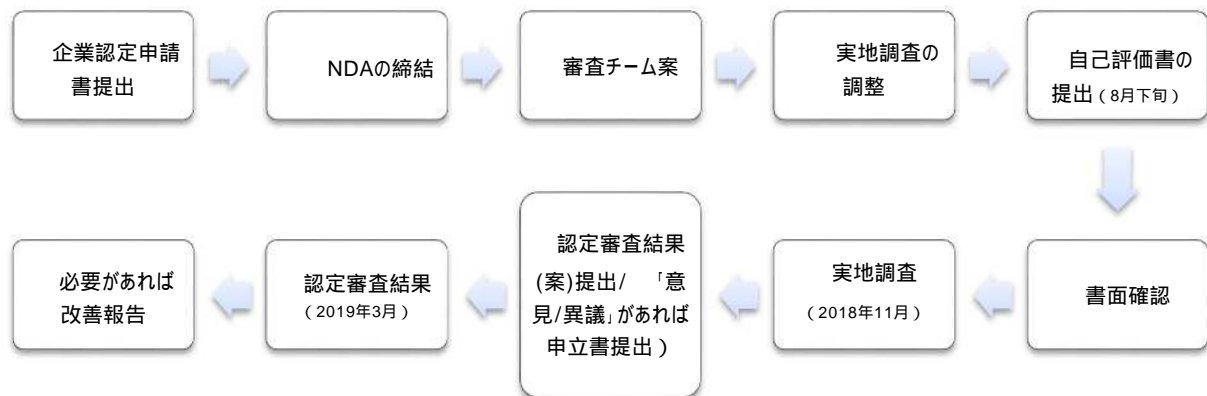 企業認定申請
書提出
NDAの締結
審査チーム案
実地調査の
調整
自己評価書の
提出（8月下旬）
書面確認
実地調査
（2018年11月）
認定審査結果
(案)提出/　「意
見/異議」があれば
申立書提出）
認定審査結果
（2019年3月）
必要があれば
改善報告